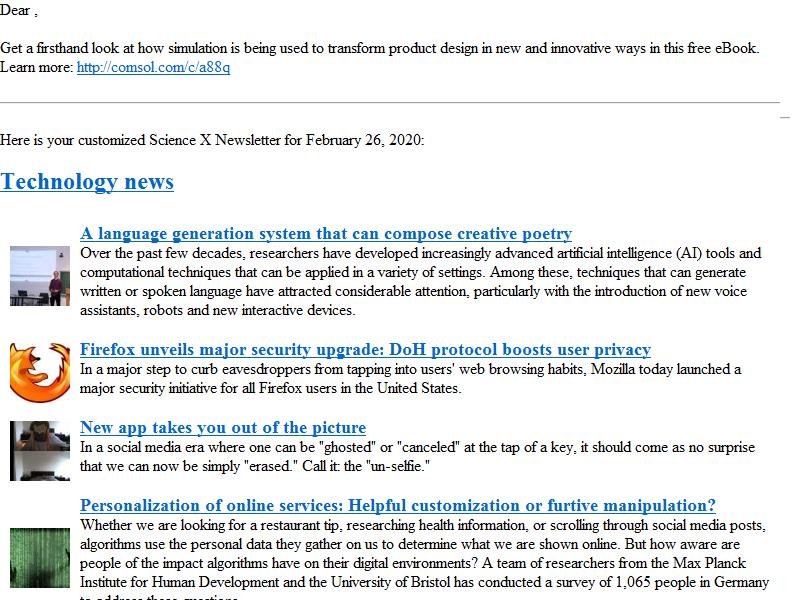 Dear ,
Get a firsthand look at how simulation is being used to transform product design in new and innovative ways in this free eBook.
Learn more: http://comsol.com/c/a88q
Here is your customized Science X Newsletter for February 26, 2020:
Technology news
A language generation system that can compose creative poetry
Over the past few decades, researchers have developed increasingly advanced artificial intelligence (AI) tools and
computational techniques that can be applied in a variety of settings. Among these, techniques that can generate
written or spoken language have attracted considerable attention, particularly with the introduction of new voice
assistants, robots and new interactive devices.
Firefox unveils major security upgrade: DoH protocol boosts user privacy
In a major step to curb eavesdroppers from tapping into users' web browsing habits, Mozilla today launched a
major security initiative for all Firefox users in the United States.
New app takes you out of the picture
In a social media era where one can be "ghosted" or "canceled" at the tap of a key, it should come as no surprise
that we can now be simply "erased." Call it: the "un-selfie."
Personalization of online services: Helpful customization or furtive manipulation?
Whether we are looking for a restaurant tip, researching health information, or scrolling through social media posts,
algorithms use the personal data they gather on us to determine what we are shown online. But how aware are
people of the impact algorithms have on their digital environments? A team of researchers from the Max Planck
Institute for Human Development and the University of Bristol has conducted a survey of 1,065 people in Germany
to address these questions.